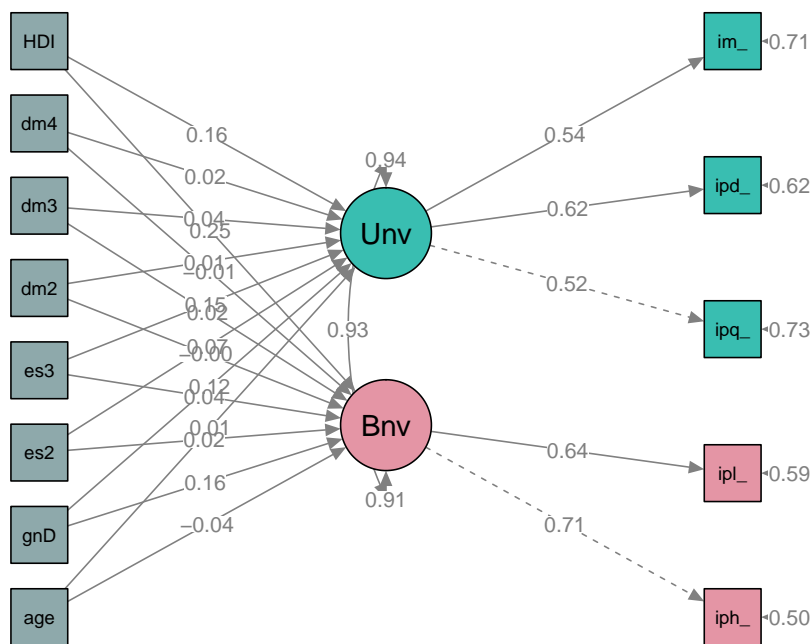 HDI
dm4
dm3
dm2
es3
es2
gnD
age
Unv
Bnv
im_
ipd_
ipq_
ipl_
iph_
0.16
0.02
0.04
0.25
0.01
−0.01
0.15
0.02
0.07
−0.00
0.12
0.04
0.01
0.02
0.16
−0.04
0.94
0.93
0.91
0.54
0.62
0.52
0.64
0.71
0.71
0.62
0.73
0.59
0.50